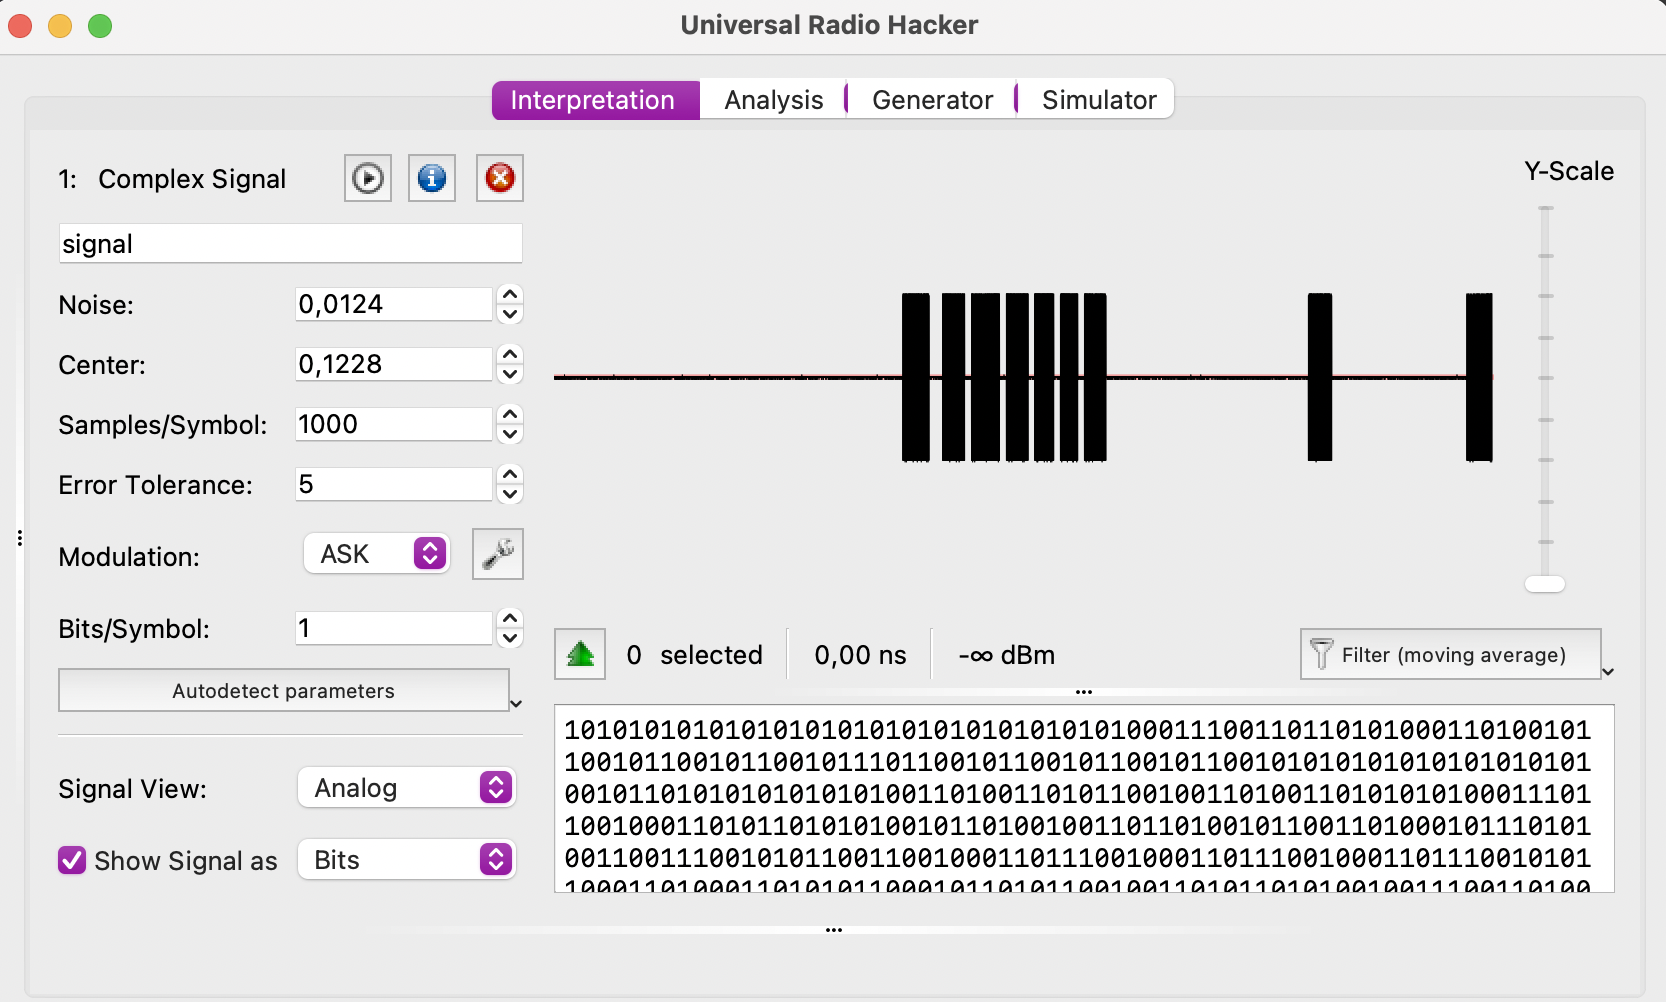 Universal Radio Hacker
Interpretation Analysis Generator Simulator
1: Complex Signal
Y-Scale
signal
Noise: 0,0124
Center: 0,1228
Samples/Symbol: 1000
Error Tolerance: 5
Modulation: ASK
Bits/Symbol: 1
0 selected 0,00 ns -∞ dBm Filter (moving average)
Autodetect parameters
Signal View: Analog
Show Signal as Bits
1010101010101010101010101010101010100011100110110101000110100101
1001011001011001011101100101100101100101100101010101010101010101
0010110101010101010100110100110101100100110100110101010100011101
1001000110101101010100101101001001101101001011001101000101110101
0011001110010101100110010001101110010001101110010001101110010101
1000110100011010101100010110101100100110101101010010011100110100